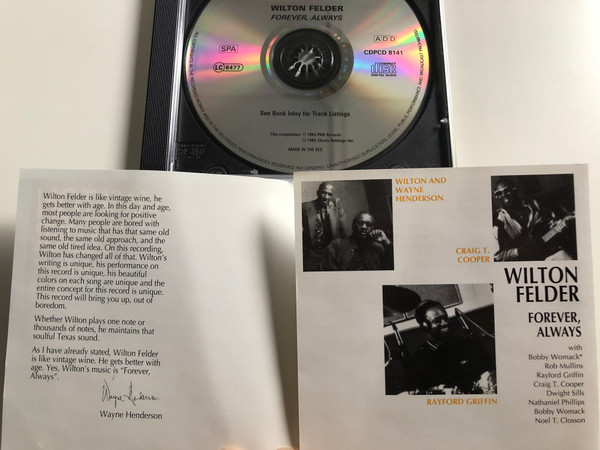 WILTON FELDER
FOREVER, ALWAYS
SPA
ADD
LC 8477
CDPCD 8141
COMPACT
disc
DIGITAL AUDIO
See Back Inlay for Track Listings
MADE IN THE EEC
Wilton Felder is like vintage wine, he
gets better with age. In this day and age,
most people are looking for positive
change. Many people are bored with
listening to music that has that same old
sound, the same old approach, and the
same old tired idea. On this recording,
Wilton has changed all of that. Wilton's
writing is unique, his performance on
this record is unique, his beautiful
colors on each song are unique and the
entire concept for this record is unique.
This record will bring you up, out of
boredom.
Whether Wilton plays one note or
thousands of notes, he maintains that
soulful Texas sound.
As I have already stated, Wilton Felder
is like vintage wine. He gets better with
age. Yes, Wilton's music is "Forever,
Always".
Wayne Henderson
Wayne Henderson
WILTON AND
WAYNE
HENDERSON
CRAIG T.
COOPER
RAYFORD GRIFFIN
WILTON
FELDER
FOREVER,
ALWAYS
with
Bobby Womack*
Rob Mullins
Rayford Griffin
Craig T. Cooper
Dwight Sills
Nathaniel Phillips
Bobby Womack
Noel T. Closson